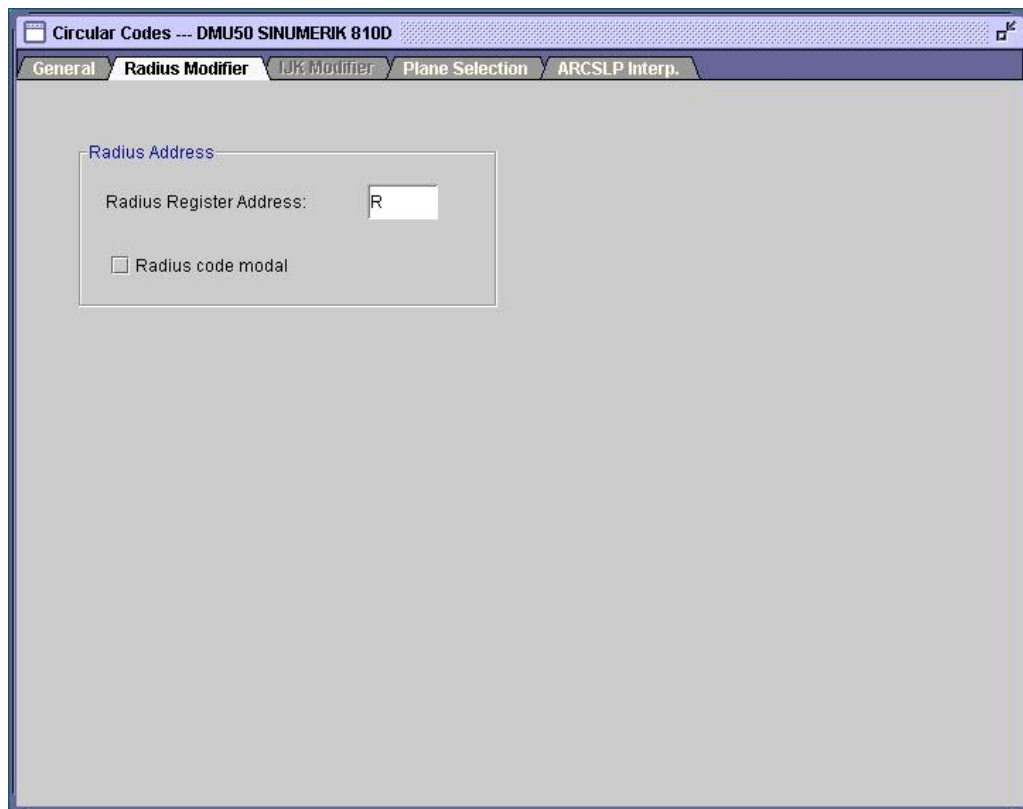 Circular Codes --- DMU50 SINUMERIK 810D
General Radius Modifier IJK Modifier Plane Selection ARCSLP Interp.
Radius Address
Radius Register Address: R
Radius code modal